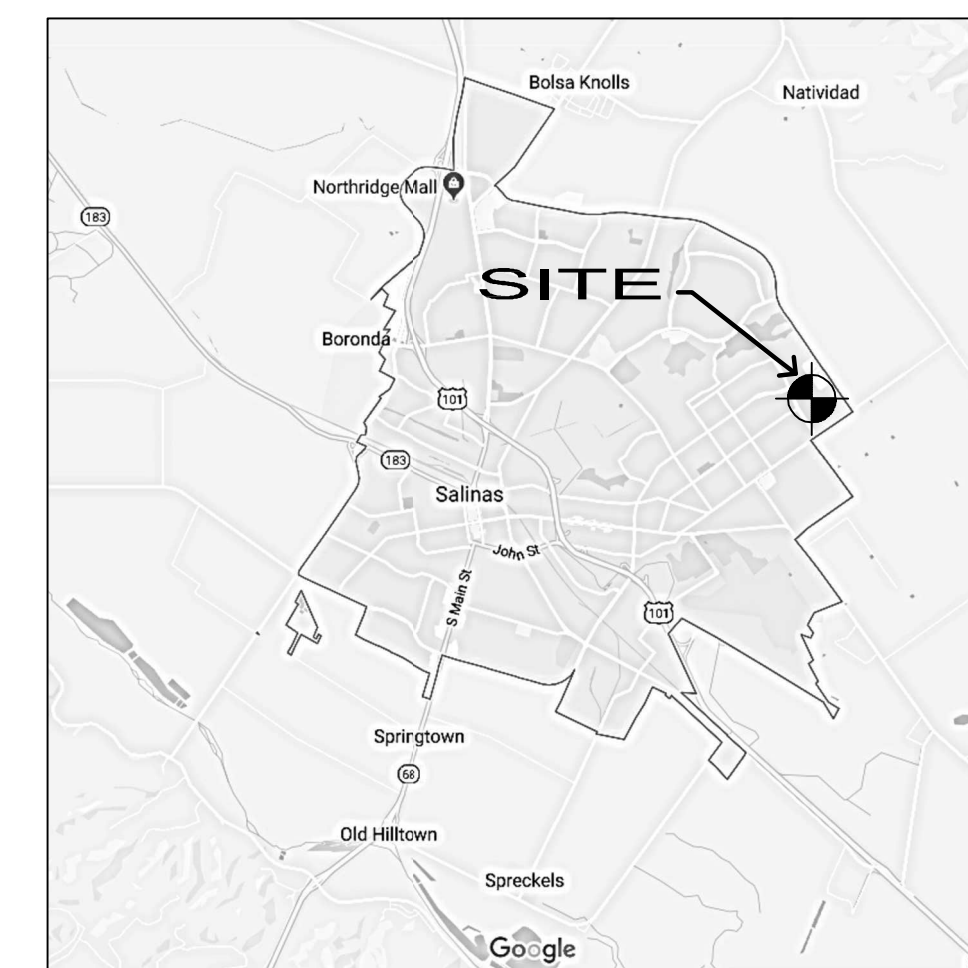 Bolsa Knolls
Natividad
Northridge Mall
183
SITE
Boronda
101
183
Salinas
John St
S Main St
101
Springtown
68
Old Hilltown
Spreckels
Google